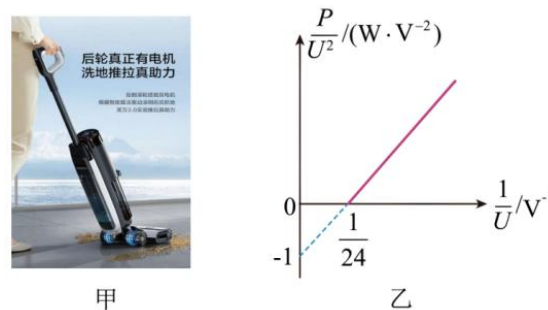 后轮真正有电机
洗地推拉真助力
P/U²/(W·V⁻²)
0
1/24
1/U/V⁻
-1
甲
乙